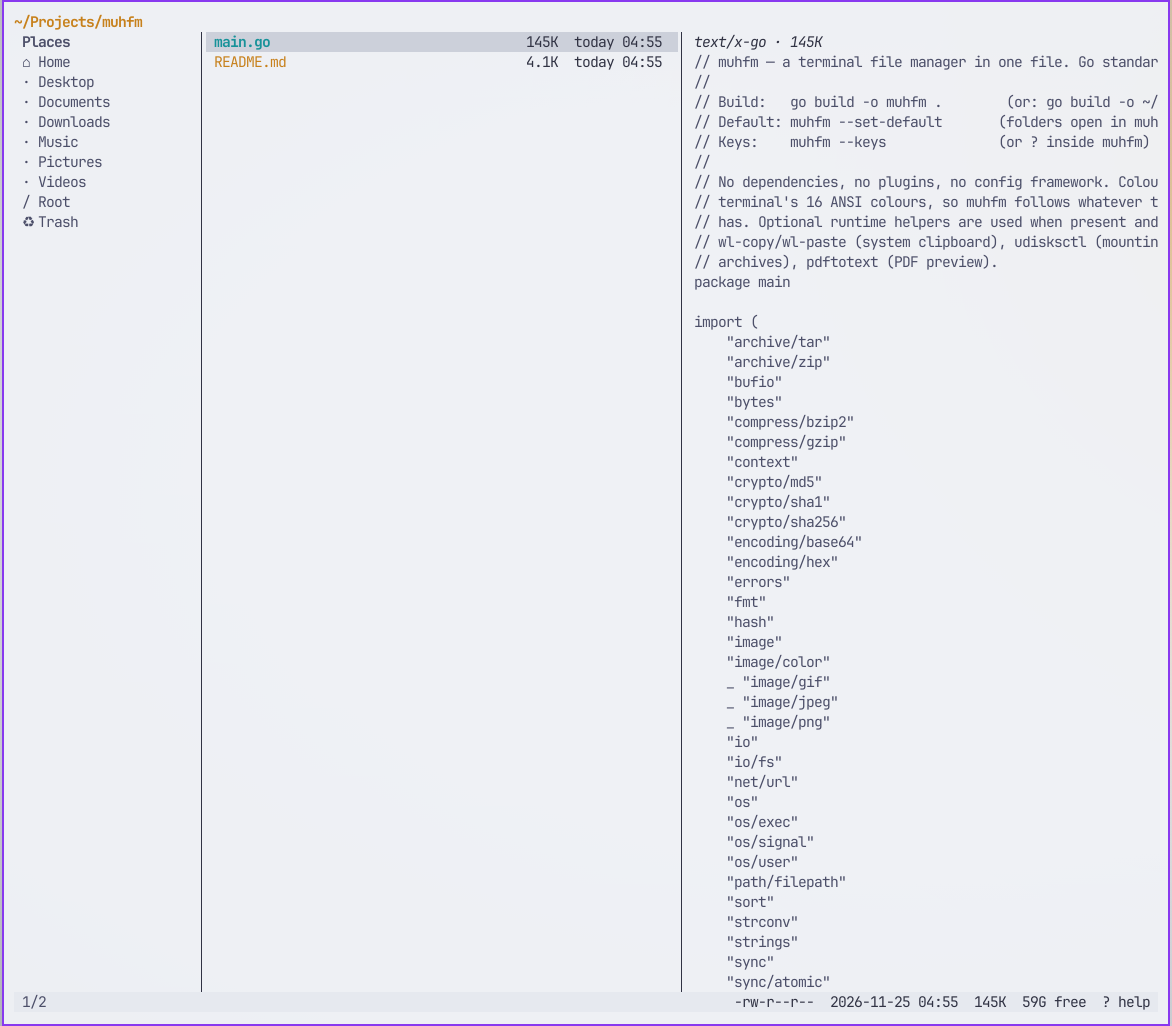 ~/Projects/muhfm
Places
⌂ Home
· Desktop
· Documents
· Downloads
· Music
· Pictures
· Videos
/ Root
♻ Trash
main.go 145K today 04:55
README.md 4.1K today 04:55
text/x-go · 145K
// muhfm — a terminal file manager in one file. Go standar
//
// Build:   go build -o muhfm .        (or: go build -o ~/
// Default: muhfm --set-default       (folders open in muh
// Keys:    muhfm --keys              (or ? inside muhfm)
//
// No dependencies, no plugins, no config framework. Colou
// terminal's 16 ANSI colours, so muhfm follows whatever t
// has. Optional runtime helpers are used when present and
// wl-copy/wl-paste (system clipboard), udisksctl (mountin
// archives), pdftotext (PDF preview).
package main

import (
    "archive/tar"
    "archive/zip"
    "bufio"
    "bytes"
    "compress/bzip2"
    "compress/gzip"
    "context"
    "crypto/md5"
    "crypto/sha1"
    "crypto/sha256"
    "encoding/base64"
    "encoding/hex"
    "errors"
    "fmt"
    "hash"
    "image"
    "image/color"
    _ "image/gif"
    _ "image/jpeg"
    _ "image/png"
    "io"
    "io/fs"
    "net/url"
    "os"
    "os/exec"
    "os/signal"
    "os/user"
    "path/filepath"
    "sort"
    "strconv"
    "strings"
    "sync"
    "sync/atomic"
1/2 -rw-r--r-- 2026-11-25 04:55 145K 59G free ? help